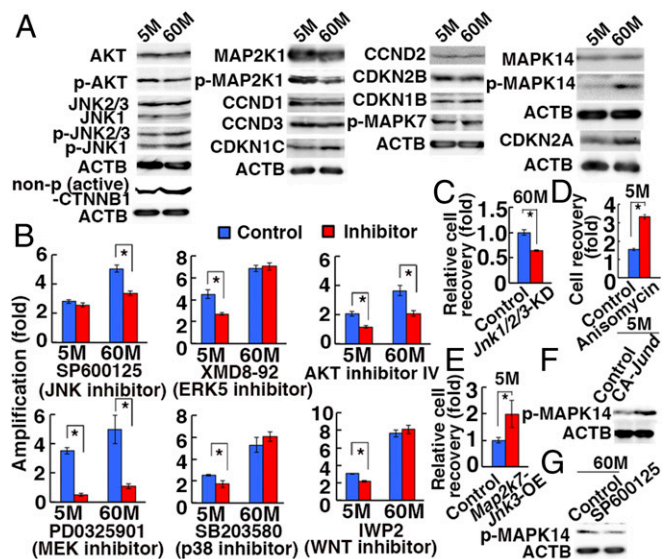 A
5M 60M
AKT
p-AKT
JNK2/3
JNK1
p-JNK2/3
p-JNK1
ACTB
non-p (active)
-CTNNB1
ACTB
5M 60M
MAP2K1
p-MAP2K1
CCND1
CCND3
CDKN1C
ACTB
5M 60M
CCND2
CDKN2B
CDKN1B
p-MAPK7
ACTB
5M 60M
MAPK14
p-MAPK14
ACTB
CDKN2A
ACTB
B
Control Inhibitor
Amplification (fold)
6
4
2
0
*
5M 60M
SP600125
(JNK inhibitor)
8
6
4
2
0
*
5M 60M
XMD8-92
(ERK5 inhibitor)
6
4
2
0
* *
5M 60M
AKT inhibitor IV
6
4
2
0
* *
5M 60M
PD0325901
(MEK inhibitor)
8
6
4
2
0
*
5M 60M
SB203580
(p38 inhibitor)
10
8
6
4
2
0
*
5M 60M
IWP2
(WNT inhibitor)
C
60M
Relative cell
recovery (fold)
1.5
1.0
0.5
0
*
Control
Jnk1/2/3-KD
D
5M
Cell recovery
(fold)
4
3
2
1
0
*
Control
Anisomycin
E
5M
Relative cell
recovery (fold)
3
2
1
0
*
Control
Map2k7-
Jnk3-OE
F
5M
Control
CA-Jund
p-MAPK14
ACTB
G
60M
Control
SP600125
p-MAPK14
ACTB